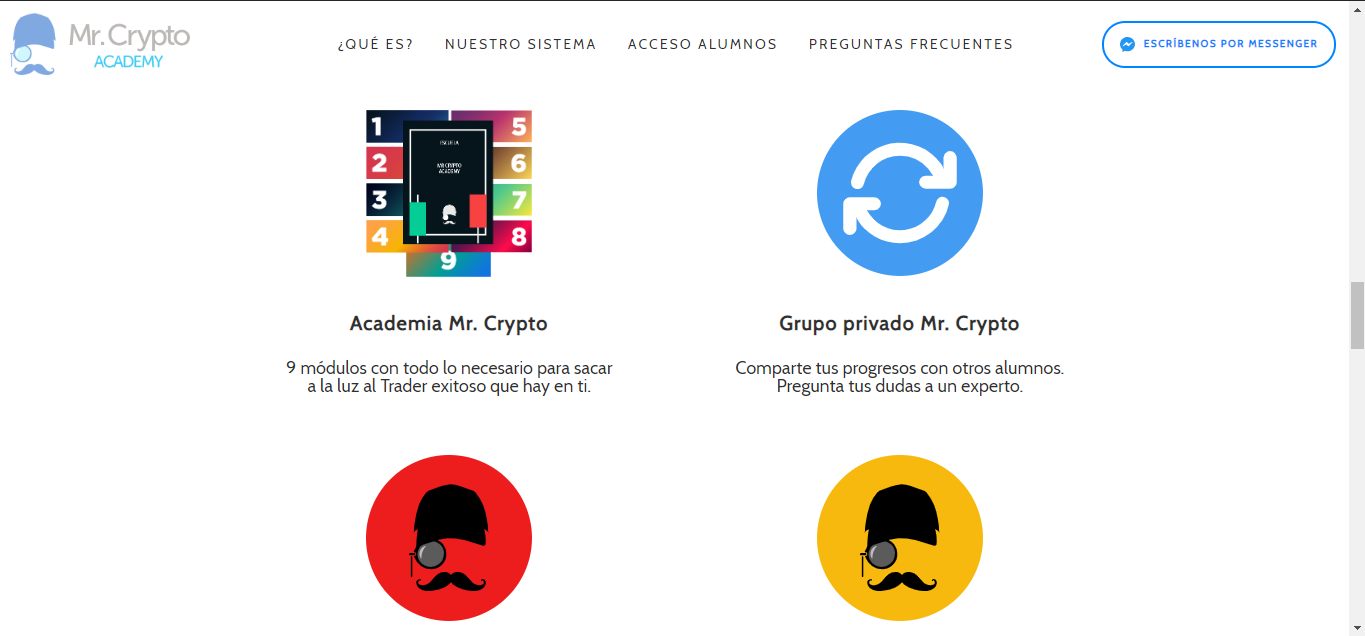 Mr. Crypto
ACADEMY
¿QUÉ ES?
NUESTRO SISTEMA
ACCESO ALUMNOS
PREGUNTAS FRECUENTES
ESCRÍBENOS POR MESSENGER
1
2
3
4
5
6
7
8
9
ESCUELA
MR CRYPTO
ACADEMY
Academia Mr. Crypto
9 módulos con todo lo necesario para sacar
a la luz al Trader exitoso que hay en ti.
Grupo privado Mr. Crypto
Comparte tus progresos con otros alumnos.
Pregunta tus dudas a un experto.